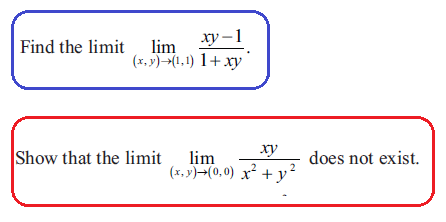 Find the limit lim (x, y)→(1,1) xy−1 / 1+xy .
Show that the limit lim (x, y)→(0,0) xy / x² + y² does not exist.